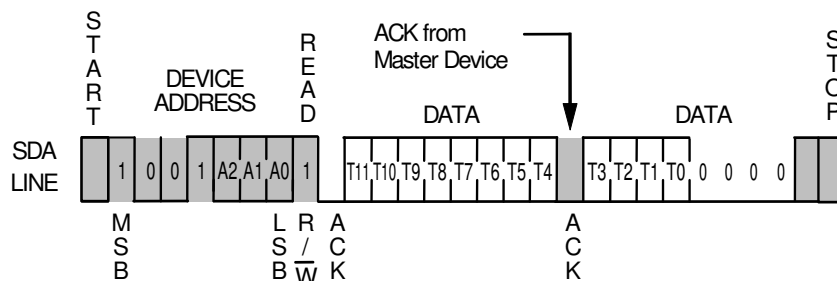 START
DEVICE
ADDRESS
READ
ACK from
Master Device
DATA
DATA
STOP
SDA
LINE
1 0 0 1 A2 A1 A0 1
T11 T10 T9 T8 T7 T6 T5 T4
T3 T2 T1 T0 0 0 0 0
MSB
LSB
R/W
ACK
ACK